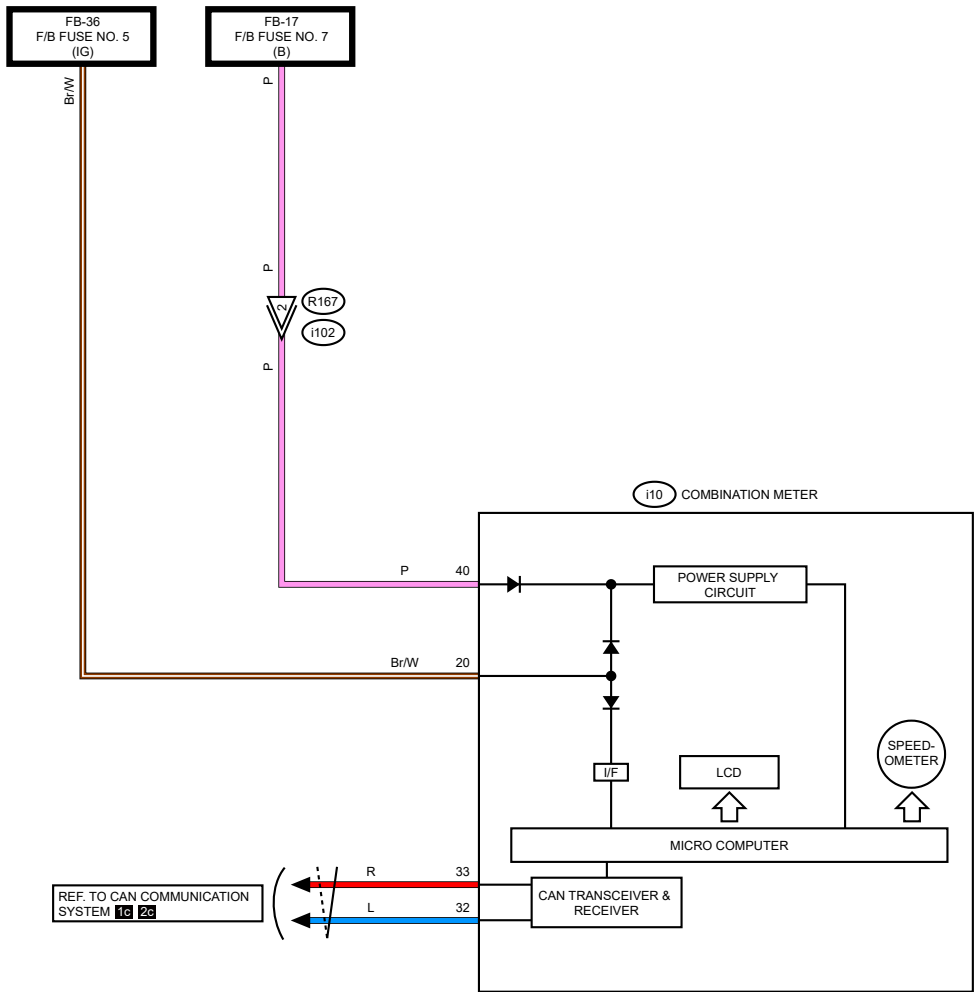 FB-36
F/B FUSE NO. 5
(IG)
FB-17
F/B FUSE NO. 7
(B)
Br/W
P
P
2
R167
i102
P
i10
COMBINATION METER
P
40
POWER SUPPLY
CIRCUIT
Br/W
20
SPEED-
OMETER
I/F
LCD
MICRO COMPUTER
R
33
CAN TRANSCEIVER &
RECEIVER
REF. TO CAN COMMUNICATION
SYSTEM 1c 2c
L
32